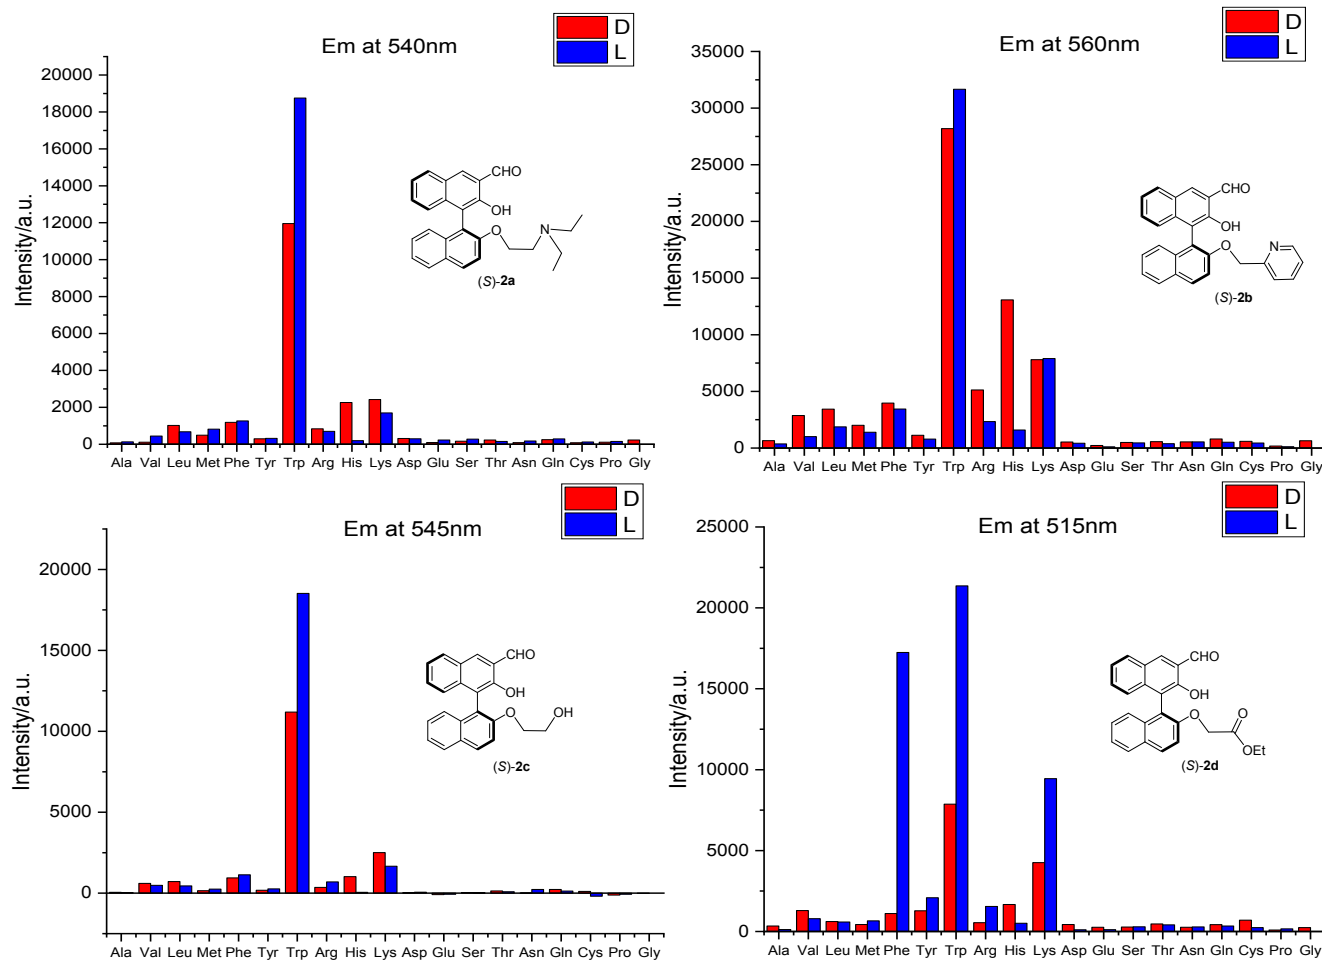 Em at 540nm
D
L
Intensity/a.u.
20000
18000
16000
14000
12000
10000
8000
6000
4000
2000
0
CHO
OH
O
N
(S)-2a
Ala Val Leu Met Phe Tyr Trp Arg His Lys Asp Glu Ser Thr Asn Gln Cys Pro Gly
Em at 560nm
D
L
Intensity/a.u.
35000
30000
25000
20000
15000
10000
5000
0
CHO
OH
O
N
(S)-2b
Ala Val Leu Met Phe Tyr Trp Arg His Lys Asp Glu Ser Thr Asn Gln Cys Pro Gly
Em at 545nm
D
L
Intensity/a.u.
20000
15000
10000
5000
0
CHO
OH
O
OH
(S)-2c
Ala Val Leu Met Phe Tyr Trp Arg His Lys Asp Glu Ser Thr Asn Gln Cys Pro Gly
Em at 515nm
D
L
Intensity/a.u.
25000
20000
15000
10000
5000
0
CHO
OH
O
O
OEt
(S)-2d
Ala Val Leu Met Phe Tyr Trp Arg His Lys Asp Glu Ser Thr Asn Gln Cys Pro Gly